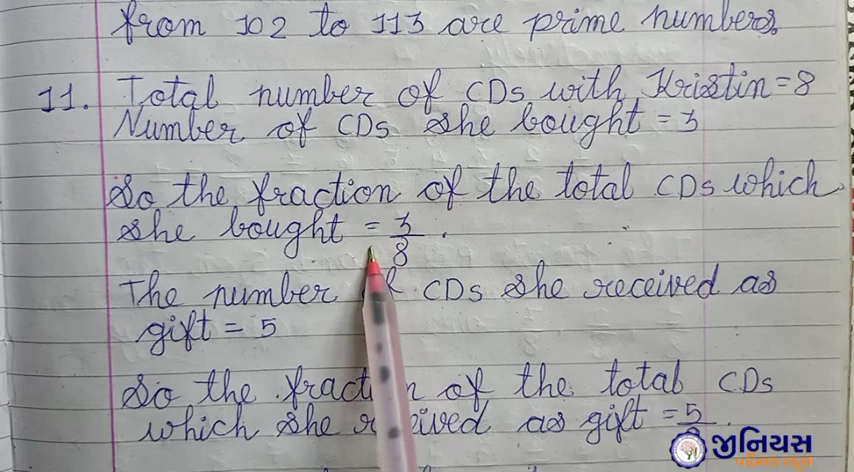 from 102 to 113 are prime numbers.
11. Total number of CDs with Kristin = 8
Number of CDs she bought = 3
So the fraction of the total CDs which
she bought = 3/8.
The number of CDs she received as
gift = 5
So the fraction of the total CDs
which she received as gift = 5
જીનિયસ